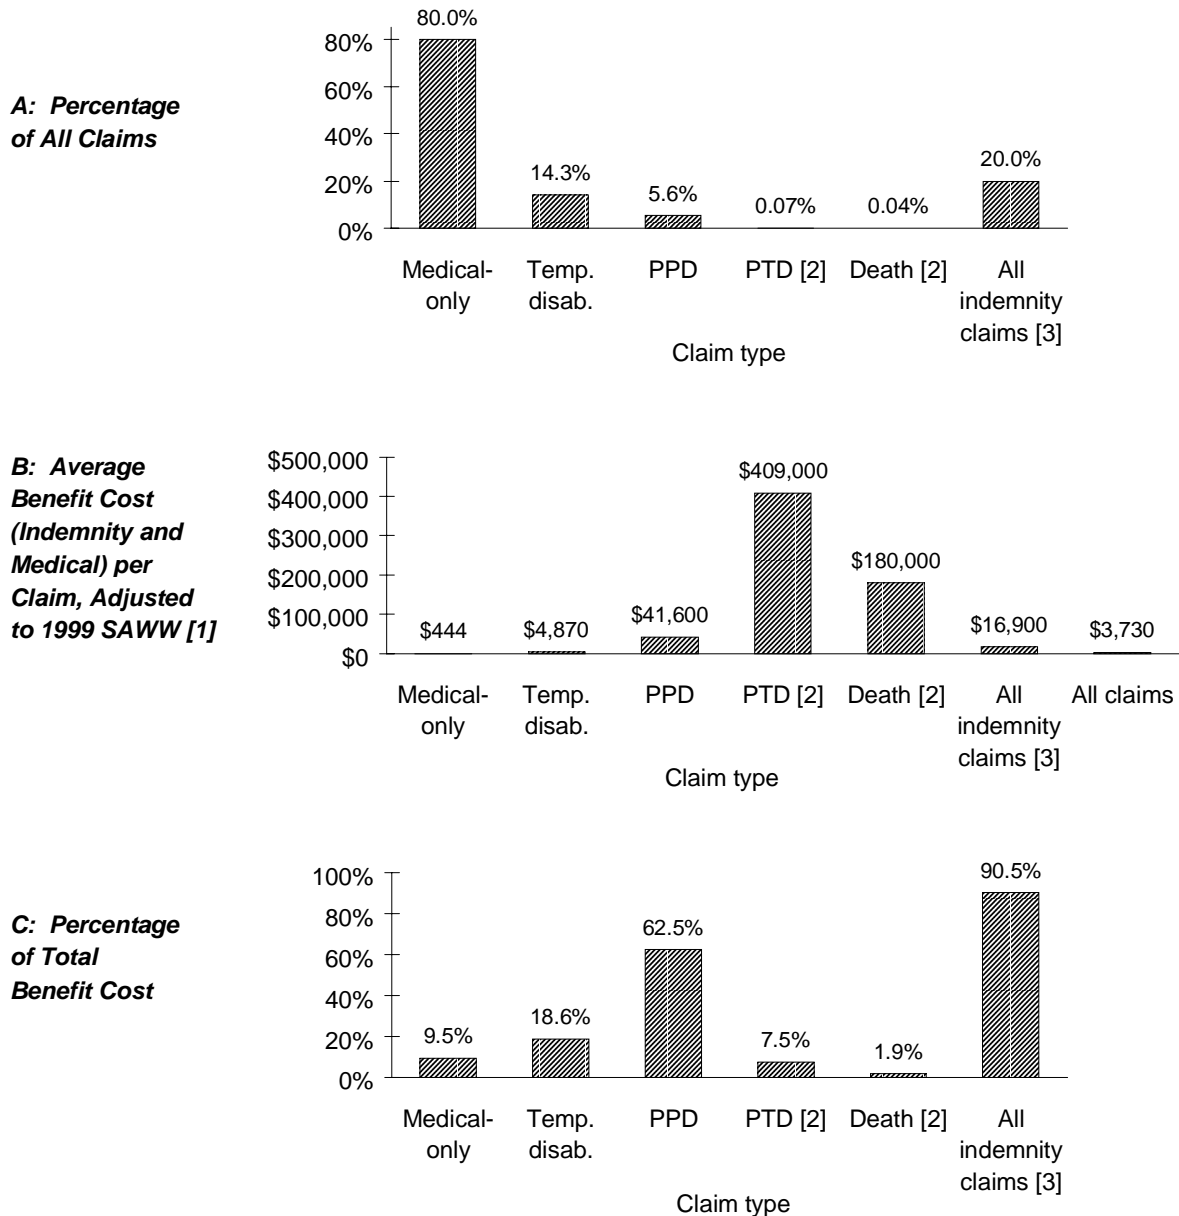 A: Percentage
of All Claims
80%
60%
40%
20%
0%
80.0%
14.3%
5.6%
0.07%
0.04%
20.0%
Medical-
only
Temp.
disab.
PPD
PTD [2]
Death [2]
All
indemnity
claims [3]
Claim type
B: Average
Benefit Cost
(Indemnity and
Medical) per
Claim, Adjusted
to 1999 SAWW [1]
$500,000
$400,000
$300,000
$200,000
$100,000
$0
$444
$4,870
$41,600
$409,000
$180,000
$16,900
$3,730
Medical-
only
Temp.
disab.
PPD
PTD [2]
Death [2]
All
indemnity
claims [3]
All claims
Claim type
C: Percentage
of Total
Benefit Cost
100%
80%
60%
40%
20%
0%
9.5%
18.6%
62.5%
7.5%
1.9%
90.5%
Medical-
only
Temp.
disab.
PPD
PTD [2]
Death [2]
All
indemnity
claims [3]
Claim type